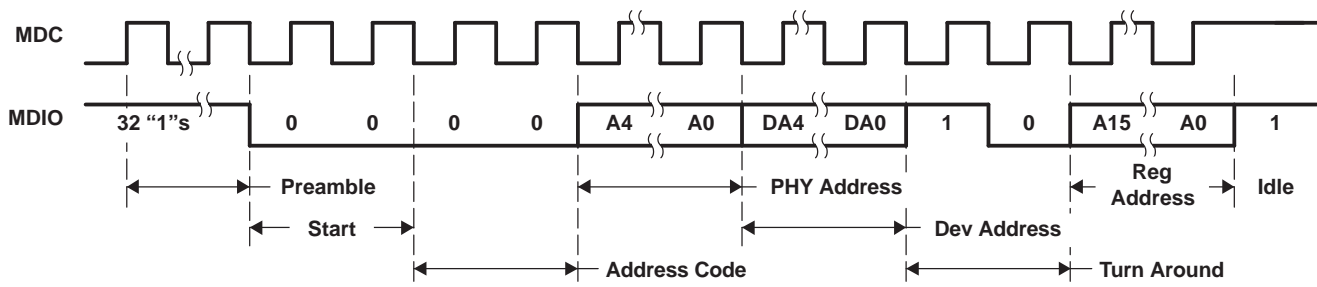 MDC
MDIO
32 “1”s 0 0 0 0 A4 A0 DA4 DA0 1 0 A15 A0 1
Preamble PHY Address Reg Address Idle
Start Dev Address
Address Code Turn Around